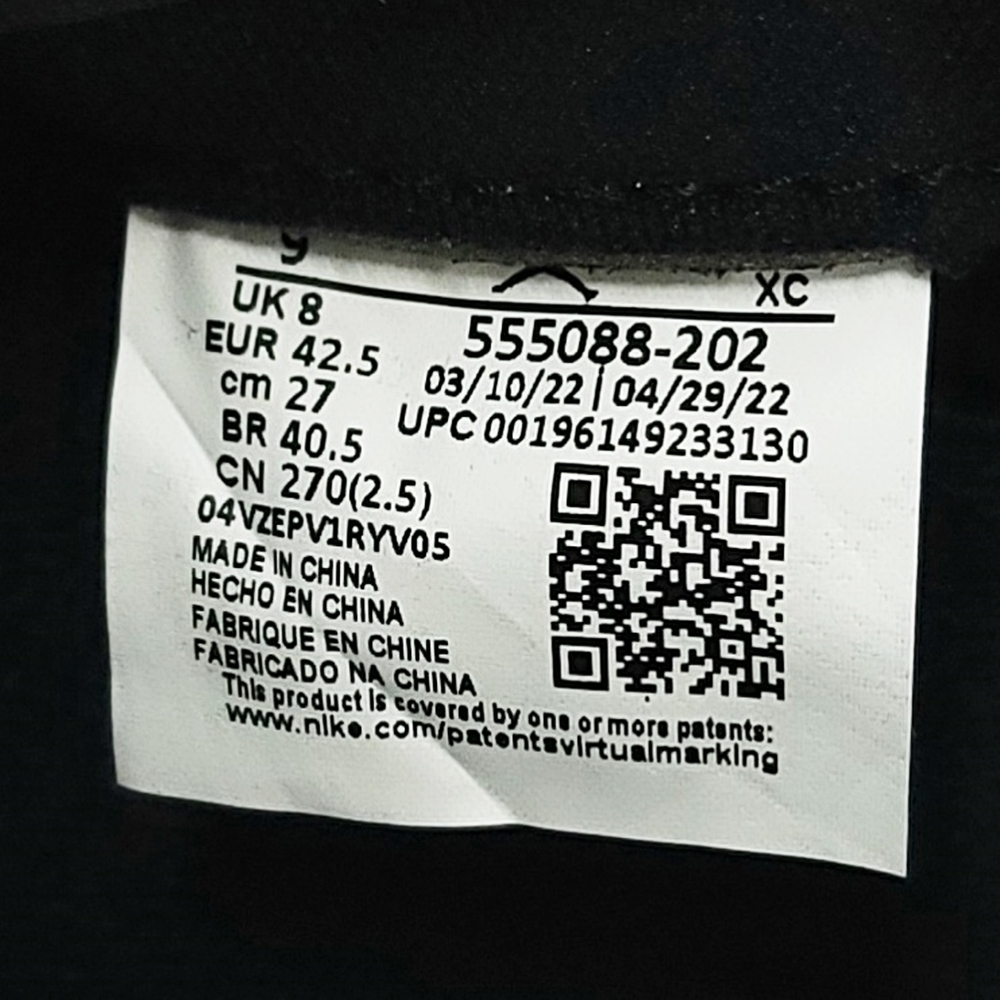 XC
UK 8
EUR 42.5
cm 27
BR 40.5
CN 270(2.5)
04VZEPV1RYV05
555088-202
03/10/22 | 04/29/22
UPC 00196149233130
MADE IN CHINA
HECHO EN CHINA
FABRIQUE EN CHINE
FABRICADO NA CHINA
This product is covered by one or more patents:
www.nike.com/patentsvirtualmarking